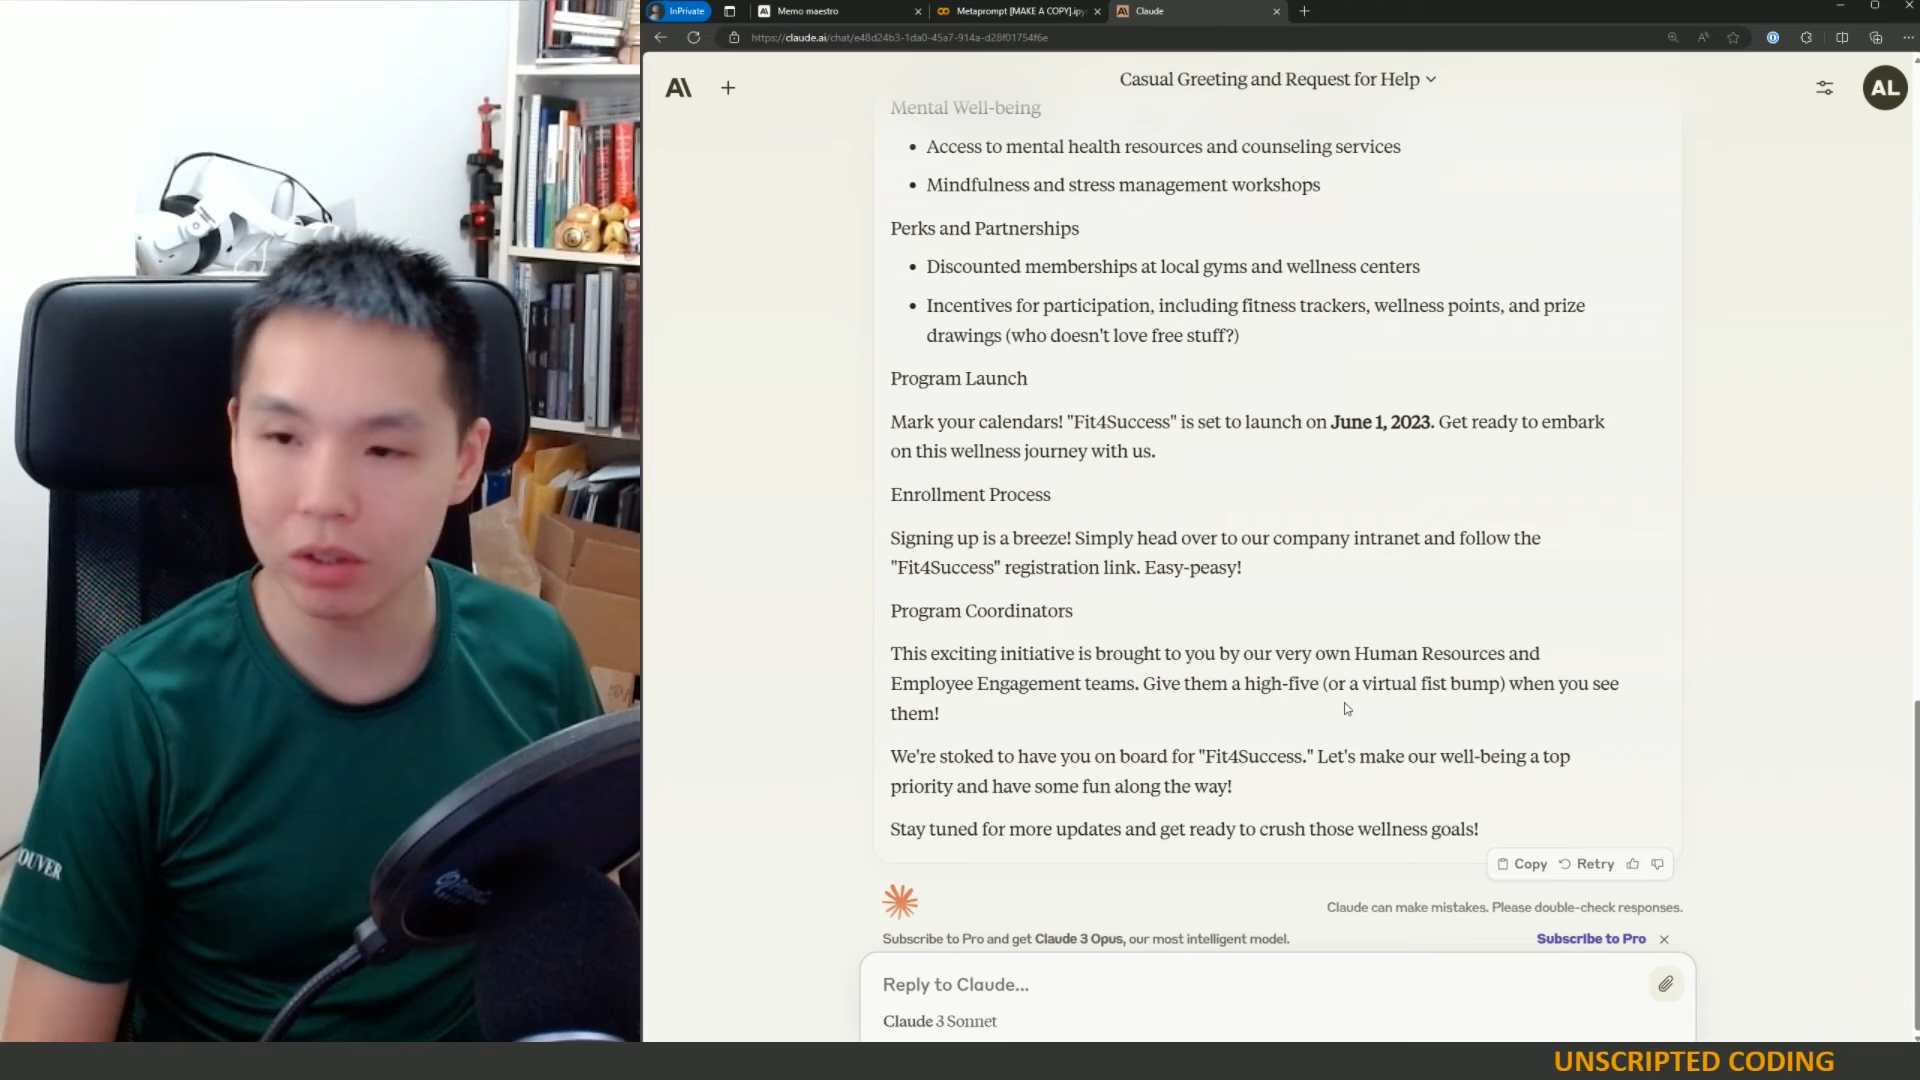 InPrivate
Memo maestro
Metaprompt [MAKE A COPY].ipy
Claude
https://claude.ai/chat/e48d24b3-1da0-45a7-914a-d28f01754f6e
Casual Greeting and Request for Help
AL
Mental Well-being
• Access to mental health resources and counseling services
• Mindfulness and stress management workshops
Perks and Partnerships
• Discounted memberships at local gyms and wellness centers
• Incentives for participation, including fitness trackers, wellness points, and prize
drawings (who doesn't love free stuff?)
Program Launch
Mark your calendars! "Fit4Success" is set to launch on June 1, 2023. Get ready to embark
on this wellness journey with us.
Enrollment Process
Signing up is a breeze! Simply head over to our company intranet and follow the
"Fit4Success" registration link. Easy-peasy!
Program Coordinators
This exciting initiative is brought to you by our very own Human Resources and
Employee Engagement teams. Give them a high-five (or a virtual fist bump) when you see
them!
We're stoked to have you on board for "Fit4Success." Let's make our well-being a top
priority and have some fun along the way!
Stay tuned for more updates and get ready to crush those wellness goals!
Copy Retry
Claude can make mistakes. Please double-check responses.
Subscribe to Pro and get Claude 3 Opus, our most intelligent model.
Subscribe to Pro
Reply to Claude...
Claude 3 Sonnet
OUVER
UNSCRIPTED CODING